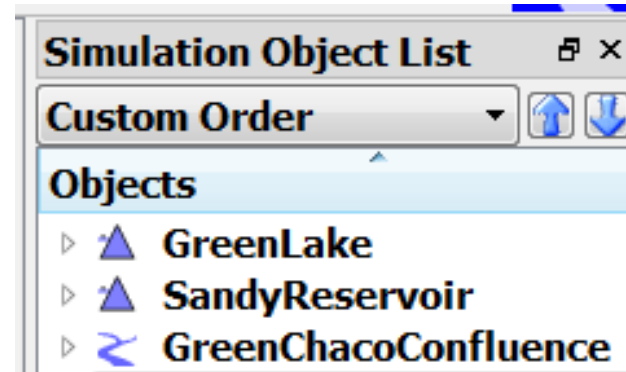 Simulation Object List
Custom Order
Objects
GreenLake
SandyReservoir
GreenChacoConfluence